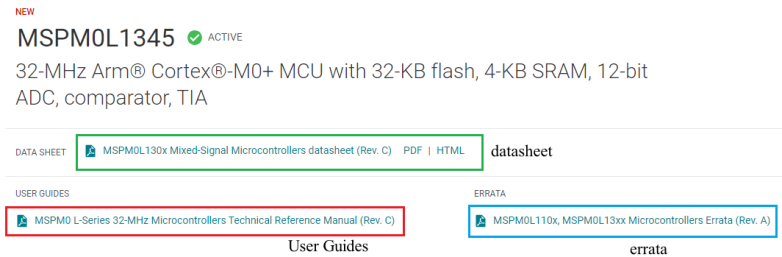 NEW
MSPM0L1345 ACTIVE
32-MHz Arm® Cortex®-M0+ MCU with 32-KB flash, 4-KB SRAM, 12-bit
ADC, comparator, TIA
DATA SHEET MSPM0L130x Mixed-Signal Microcontrollers datasheet (Rev. C) PDF | HTML datasheet
USER GUIDES ERRATA
MSPM0 L-Series 32-MHz Microcontrollers Technical Reference Manual (Rev. C) MSPM0L110x, MSPM0L13xx Microcontrollers Errata (Rev. A)
User Guides errata